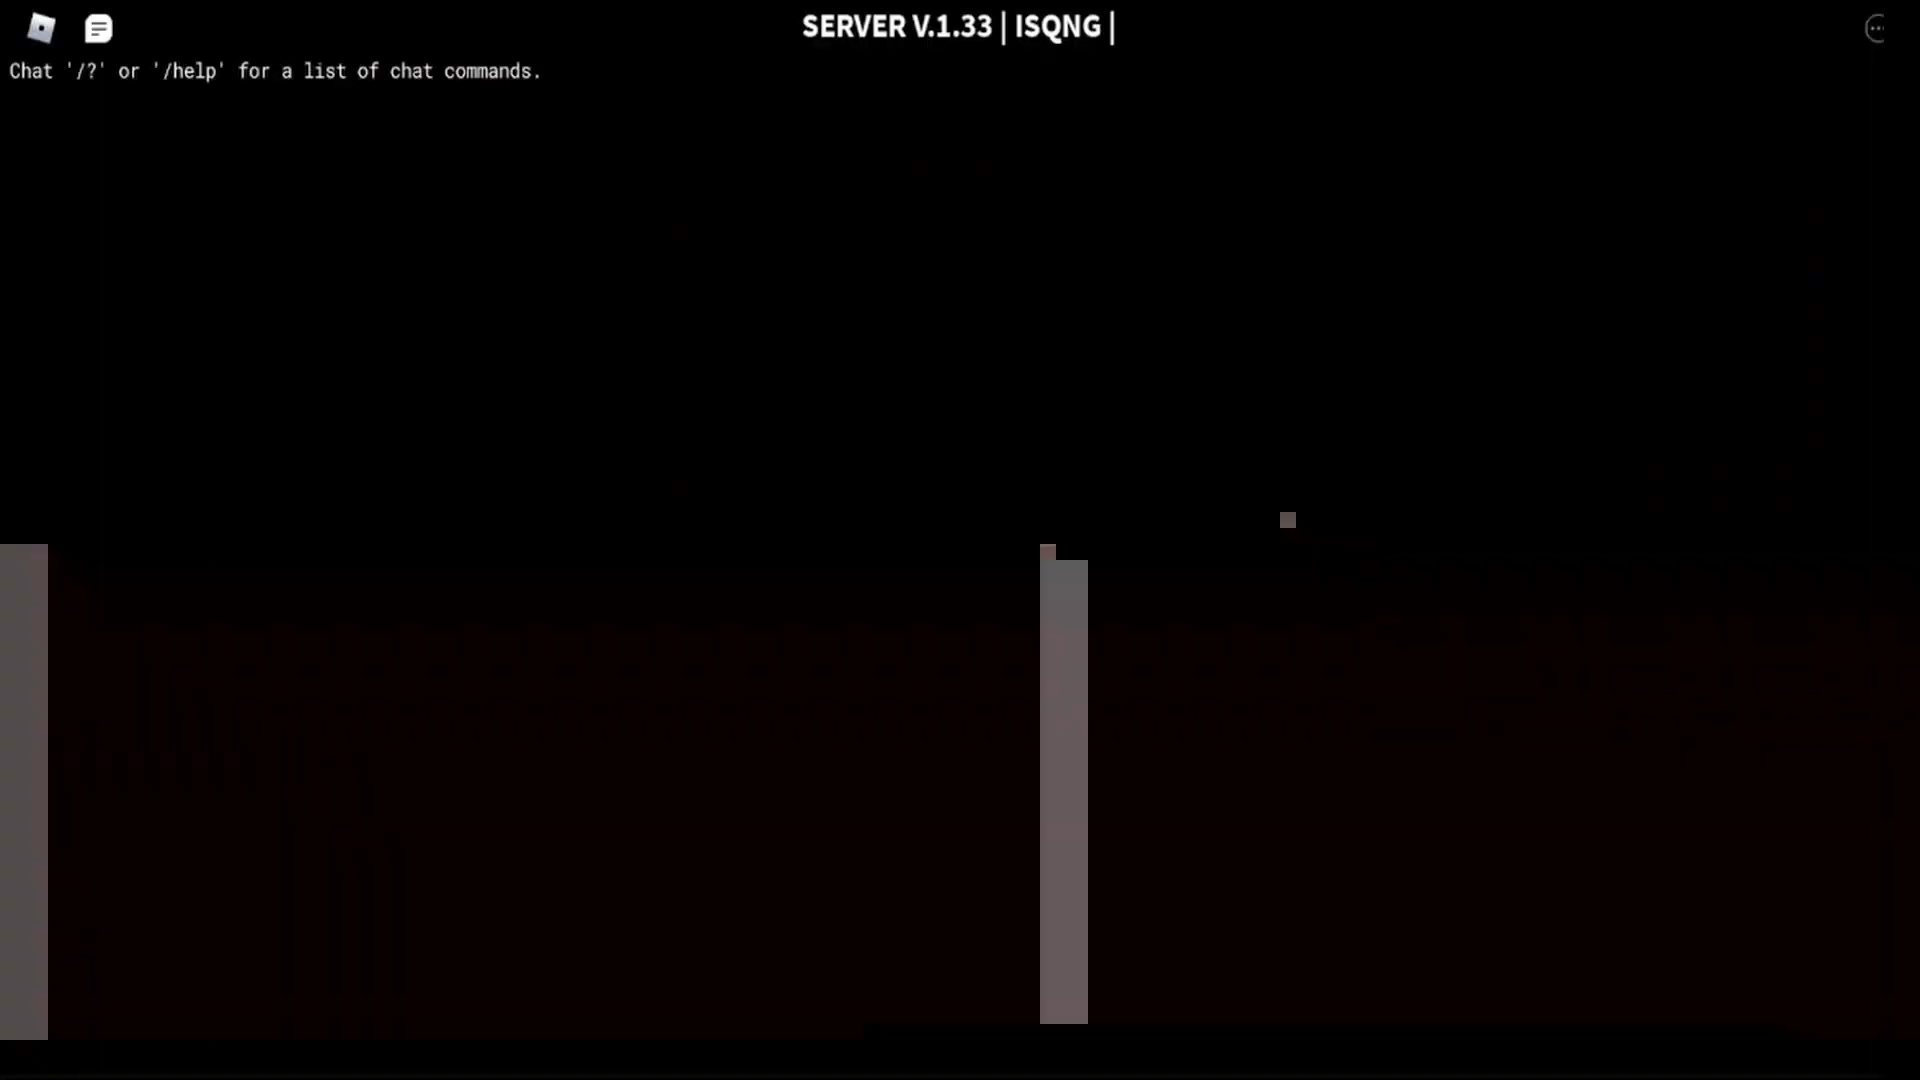 SERVER V.1.33 | ISQNG |
Chat '/?' or '/help' for a list of chat commands.